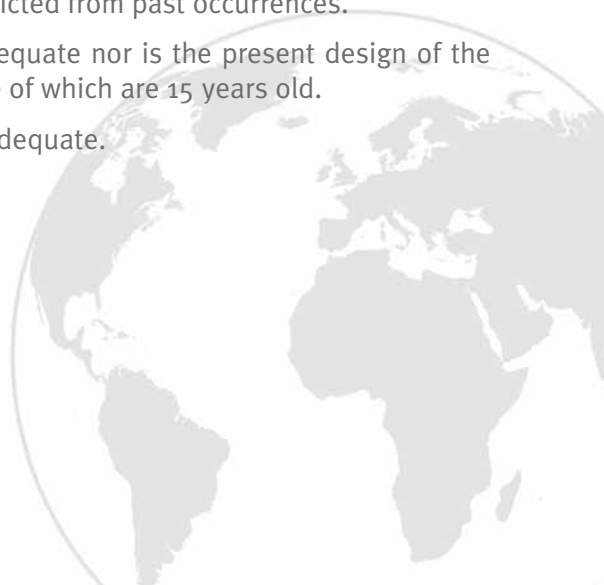 icted from past occurrences.
equate nor is the present design of the
of which are 15 years old.
dequate.